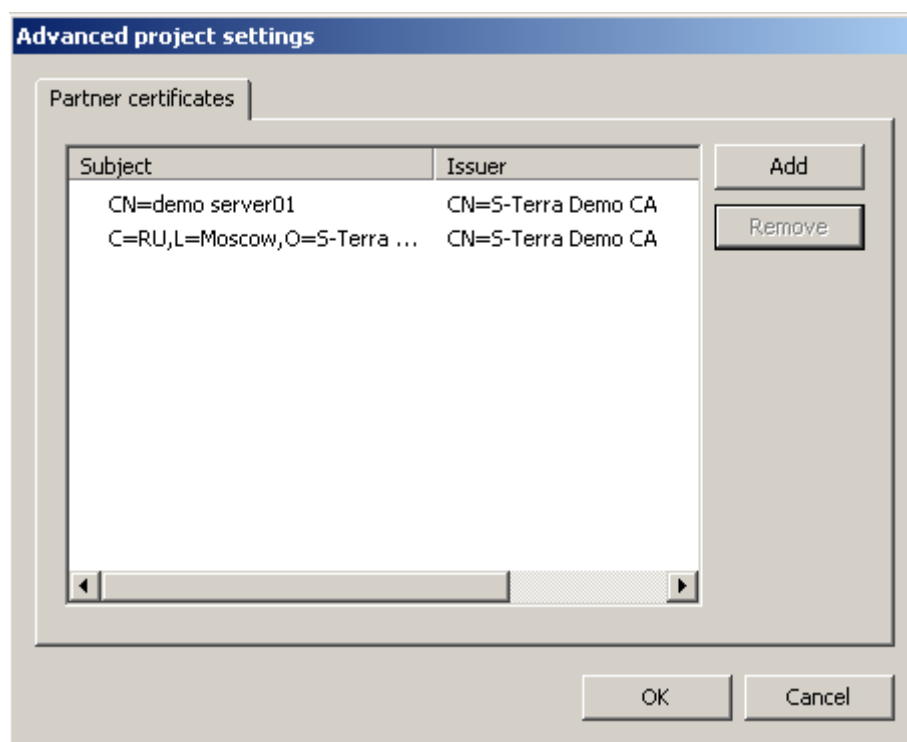 Advanced project settings
Partner certificates
Subject Issuer
CN=demo server01 CN=S-Terra Demo CA
C=RU,L=Moscow,O=S-Terra ... CN=S-Terra Demo CA
Add
Remove
OK Cancel